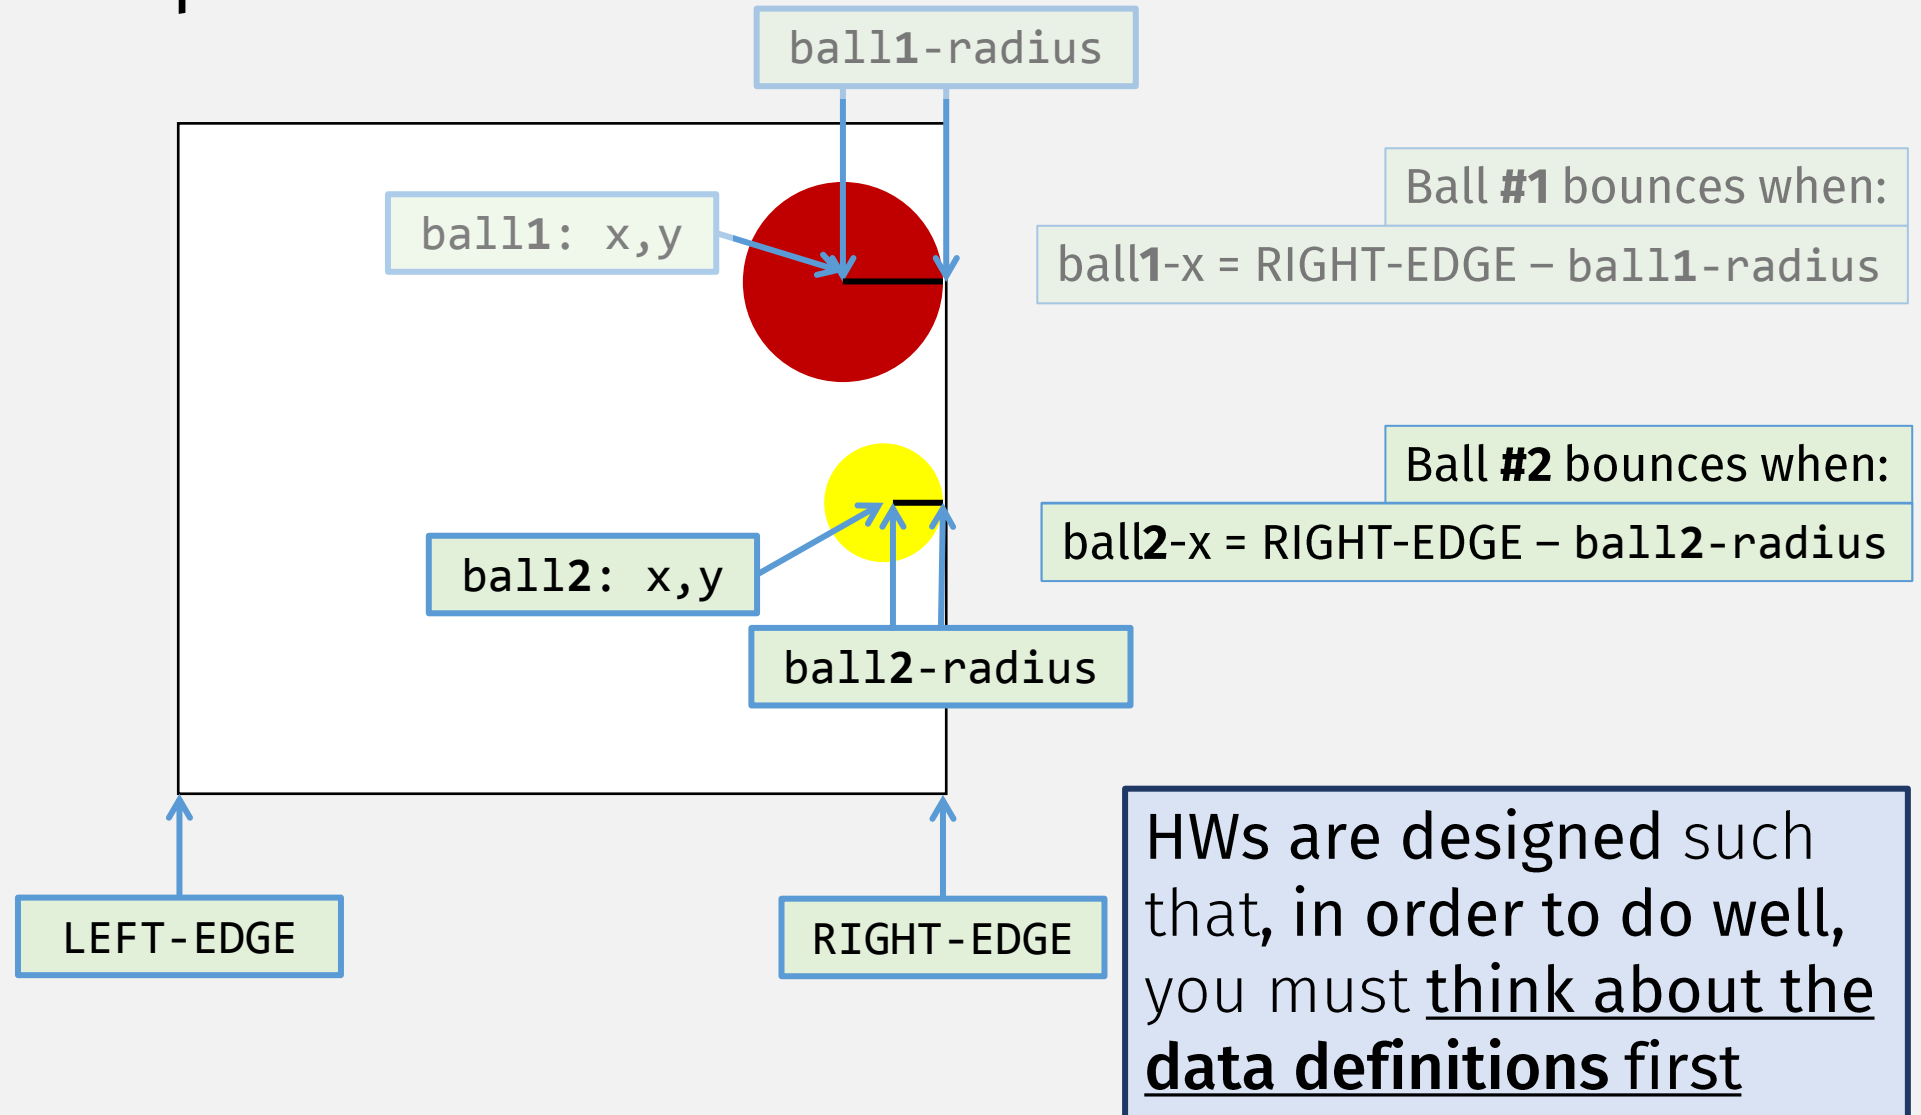 ball1-radius
Ball #1 bounces when:
ball1: x,y
ball1-x = RIGHT-EDGE – ball1-radius
Ball #2 bounces when:
ball2-x = RIGHT-EDGE – ball2-radius
ball2: x,y
ball2-radius
LEFT-EDGE
RIGHT-EDGE
HWs are designed such
that, in order to do well,
you must think about the
data definitions first